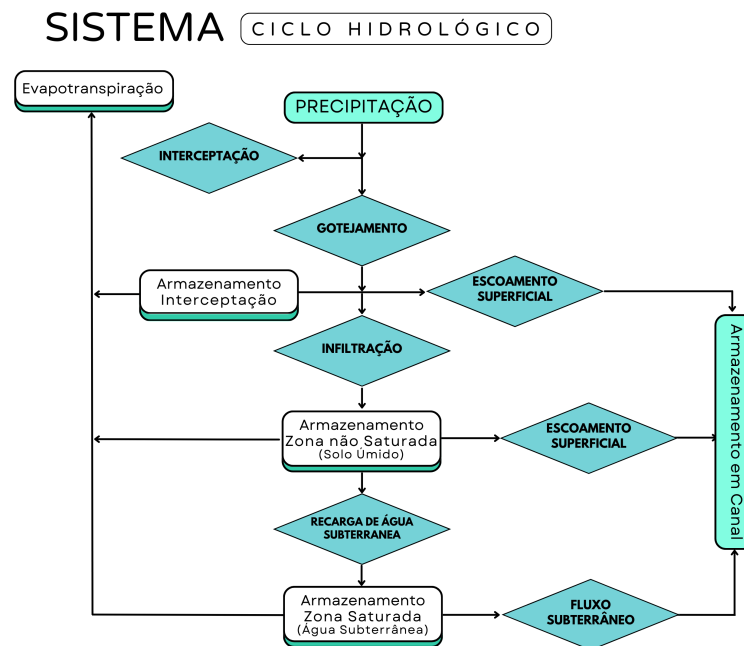 SISTEMA
CICLO HIDROLÓGICO
Evapotranspiração
PRECIPITAÇÃO
INTERCEPTAÇÃO
GOTEJAMENTO
Armazenamento
Interceptação
ESCOAMENTO
SUPERFICIAL
INFILTRAÇÃO
Armazenamento em Canal
Armazenamento
Zona não Saturada
(Solo Úmido)
ESCOAMENTO
SUPERFICIAL
RECARGA DE ÁGUA
SUBTERRANEA
Armazenamento
Zona Saturada
(Água Subterrânea)
FLUXO
SUBTERRÂNEO